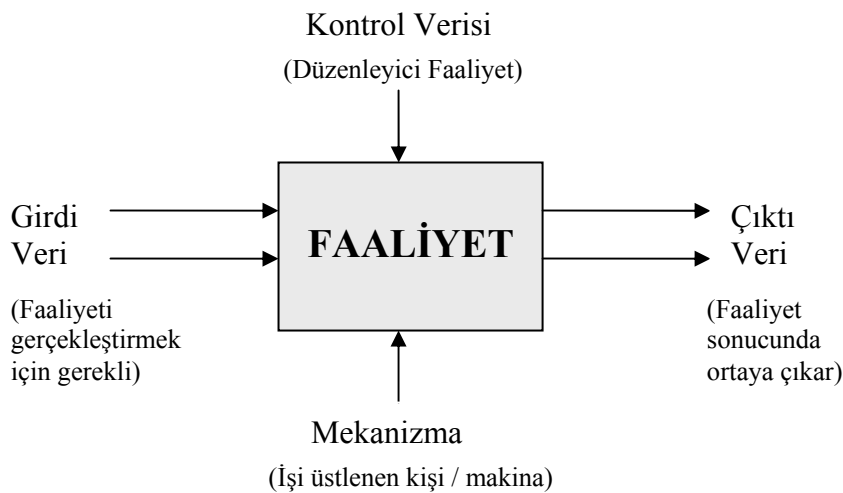 Kontrol Verisi
(Düzenleyici Faaliyet)
Girdi
Veri
(Faaliyeti
gerçekleştirmek
için gerekli)
FAALİYET
Çıktı
Veri
(Faaliyet
sonucunda
ortaya çıkar)
Mekanizma
(İşi üstlenen kişi / makina)